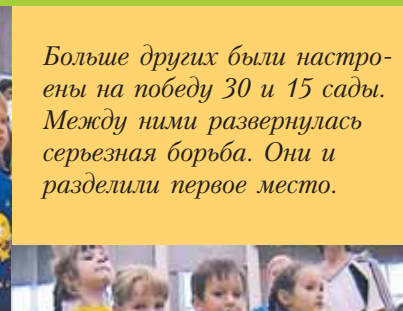 Больше других были настро-
ены на победу 30 и 15 сады.
Между ними развернулась
серьезная борьба. Они и
разделили первое место.